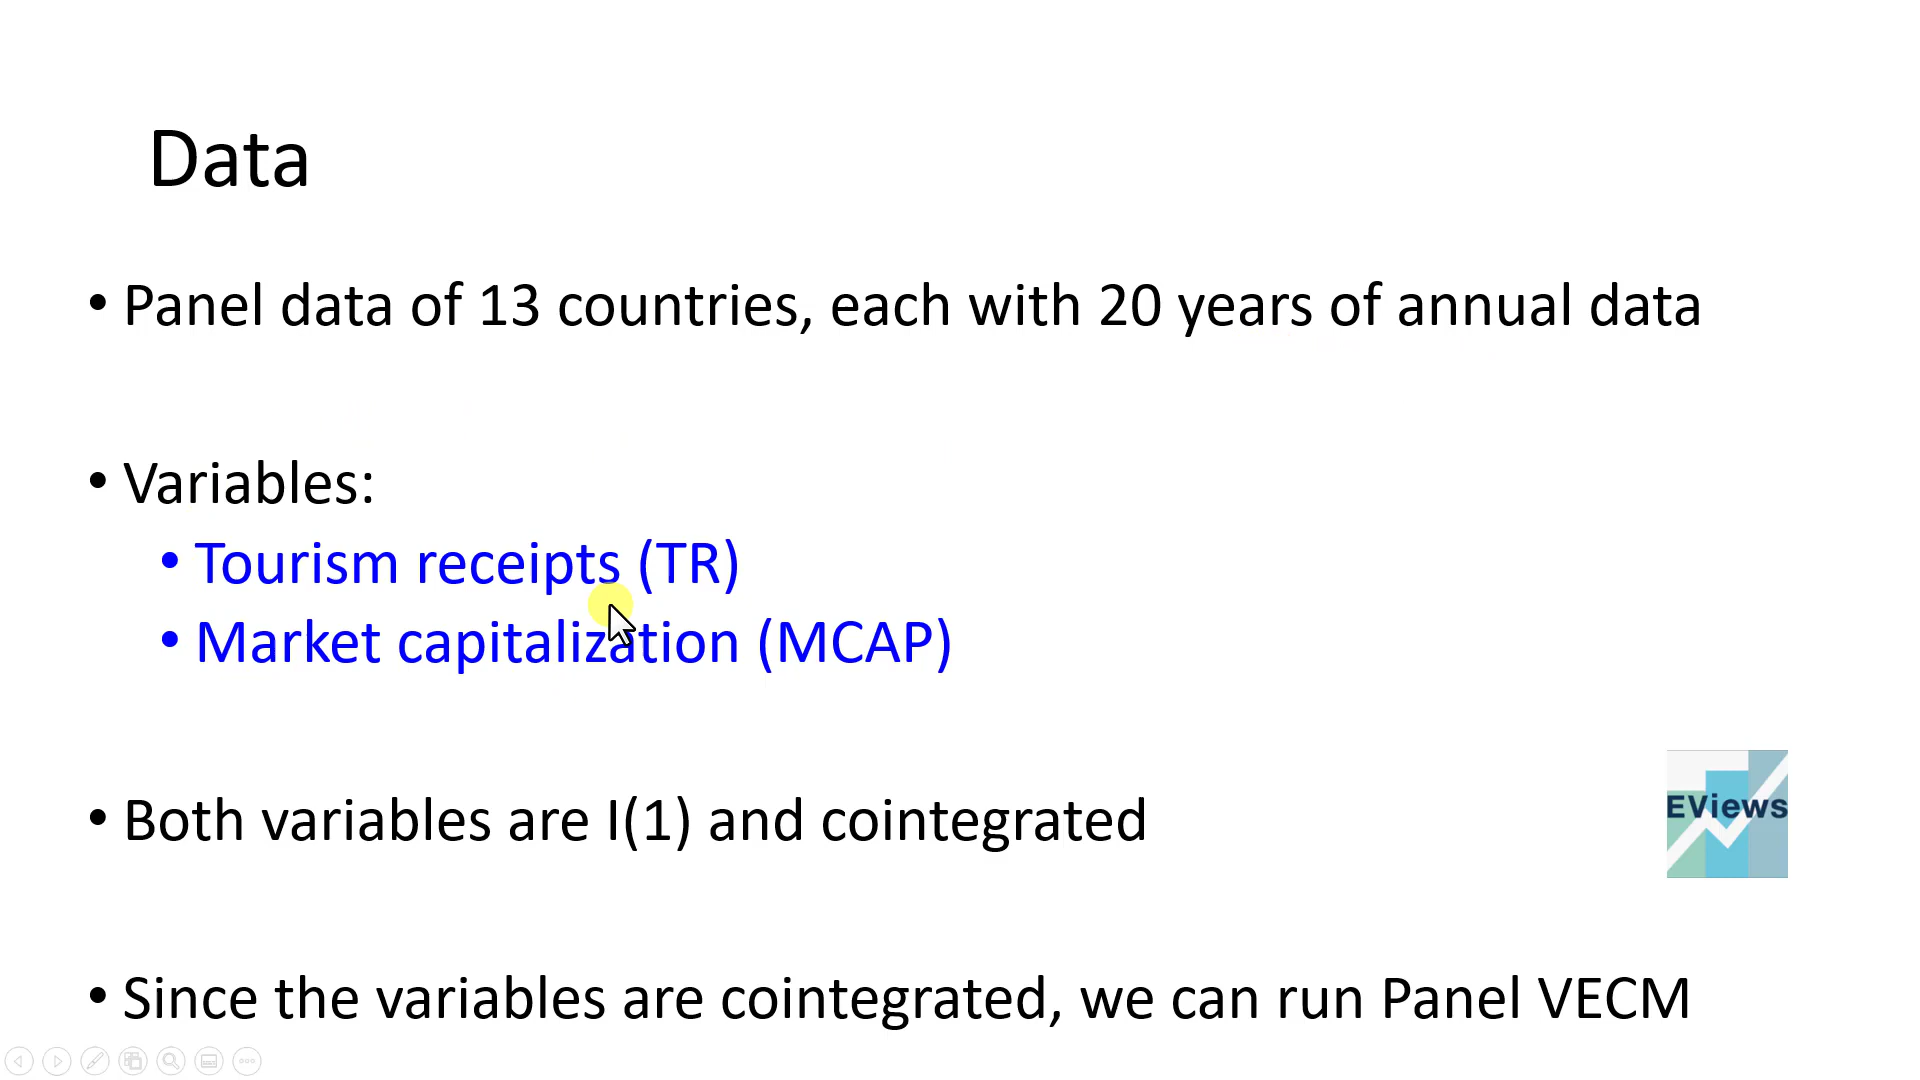 Data
• Panel data of 13 countries, each with 20 years of annual data
• Variables:
• Tourism receipts (TR)
• Market capitalization (MCAP)
• Both variables are I(1) and cointegrated
EViews
• Since the variables are cointegrated, we can run Panel VECM